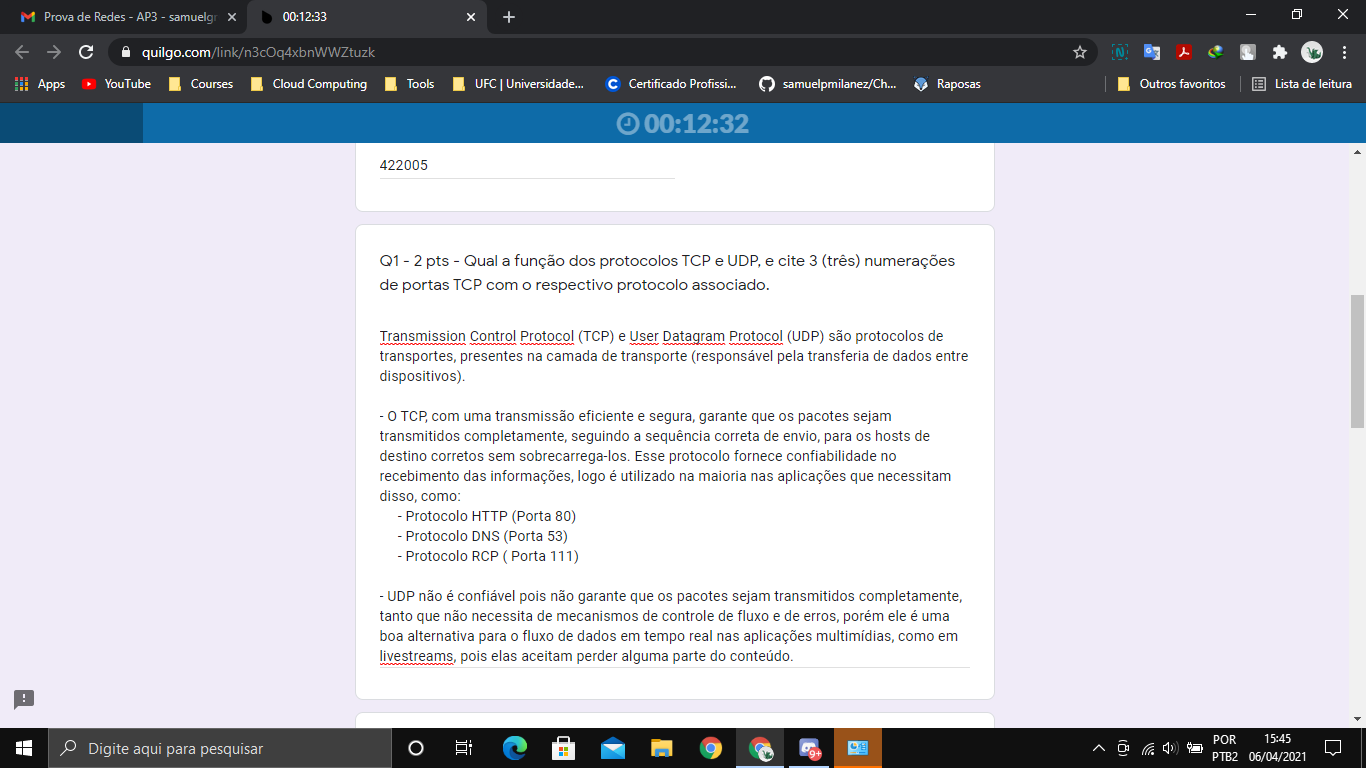 Prova de Redes - AP3 - samuelgr
00:12:33
quilgo.com/link/n3cOq4xbnWWZtuzk
Apps
YouTube
Courses
Cloud Computing
Tools
UFC | Universidade...
Certificado Profissi...
samuelpmilanez/Ch...
Raposas
Outros favoritos
Lista de leitura
00:12:32
422005
Q1 - 2 pts - Qual a função dos protocolos TCP e UDP, e cite 3 (três) numerações
de portas TCP com o respectivo protocolo associado.
Transmission Control Protocol (TCP) e User Datagram Protocol (UDP) são protocolos de
transportes, presentes na camada de transporte (responsável pela transferia de dados entre
dispositivos).
- O TCP, com uma transmissão eficiente e segura, garante que os pacotes sejam
transmitidos completamente, seguindo a sequência correta de envio, para os hosts de
destino corretos sem sobrecarrega-los. Esse protocolo fornece confiabilidade no
recebimento das informações, logo é utilizado na maioria nas aplicações que necessitam
disso, como:
- Protocolo HTTP (Porta 80)
- Protocolo DNS (Porta 53)
- Protocolo RCP ( Porta 111)
- UDP não é confiável pois não garante que os pacotes sejam transmitidos completamente,
tanto que não necessita de mecanismos de controle de fluxo e de erros, porém ele é uma
boa alternativa para o fluxo de dados em tempo real nas aplicações multimídias, como em
livestreams, pois elas aceitam perder alguma parte do conteúdo.
Digite aqui para pesquisar
9+
POR
PTB2
15:45
06/04/2021